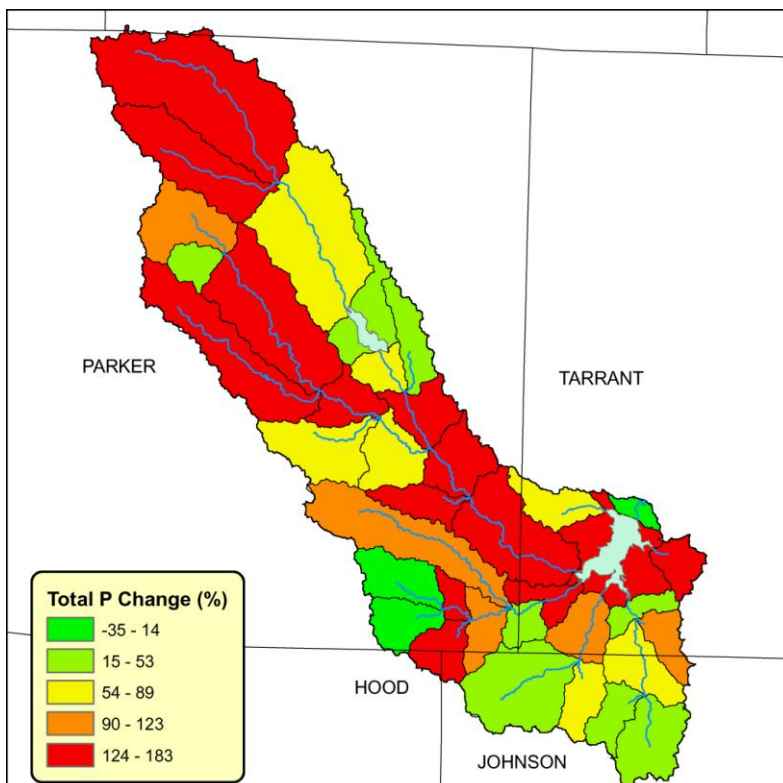 PARKER
TARRANT
Total P Change (%)
-35 - 14
15 - 53
54 - 89
90 - 123
124 - 183
HOOD
JOHNSON